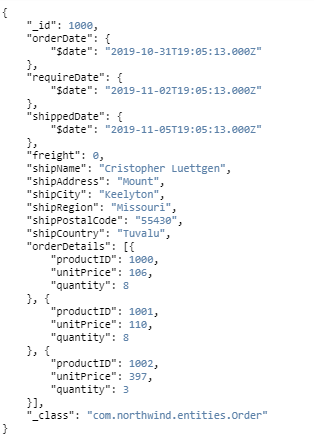 {
    "_id": 1000,
    "orderDate": {
        "$date": "2019-10-31T19:05:13.000Z"
    },
    "requireDate": {
        "$date": "2019-11-02T19:05:13.000Z"
    },
    "shippedDate": {
        "$date": "2019-11-05T19:05:13.000Z"
    },
    "freight": 0,
    "shipName": "Cristopher Luettgen",
    "shipAddress": "Mount",
    "shipCity": "Keelyton",
    "shipRegion": "Missouri",
    "shipPostalCode": "55430",
    "shipCountry": "Tuvalu",
    "orderDetails": [{
        "productID": 1000,
        "unitPrice": 106,
        "quantity": 8
    }, {
        "productID": 1001,
        "unitPrice": 110,
        "quantity": 8
    }, {
        "productID": 1002,
        "unitPrice": 397,
        "quantity": 3
    }],
    "_class": "com.northwind.entities.Order"
}